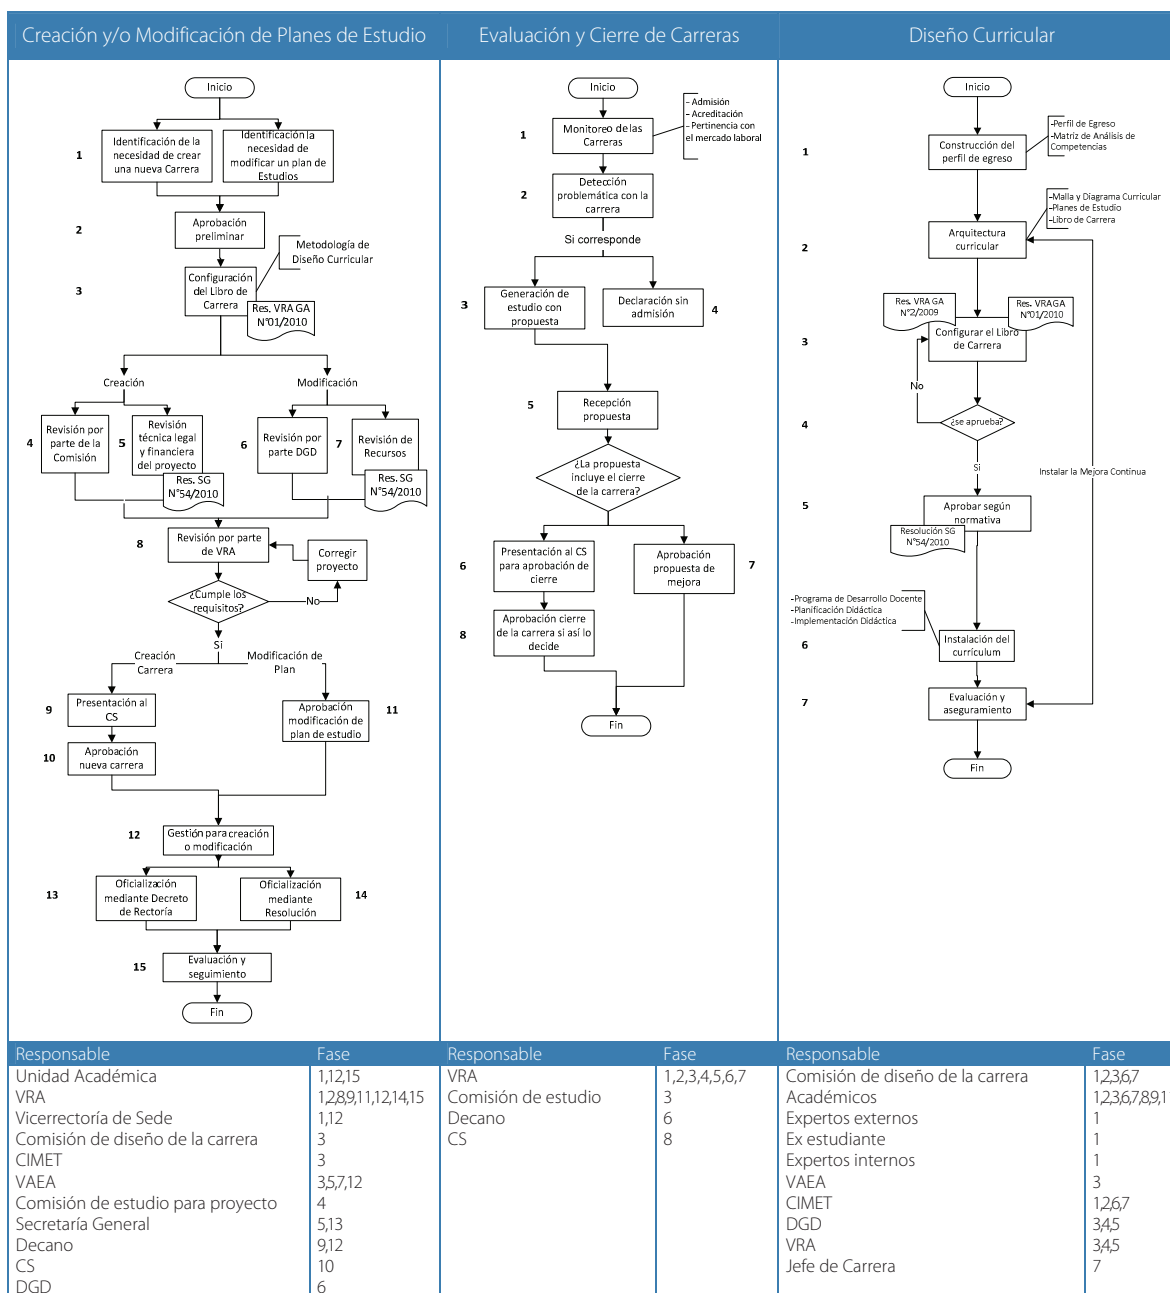 Creación y/o Modificación de Planes de Estudio
Inicio
1
Identificación de la
necesidad de crear
una nueva Carrera
Identificación la
necesidad de
modificar un plan de
Estudios
2
Aprobación
preliminar
Metodología de
Diseño Curricular
3
Configuración
del Libro de
Carrera
Res. VRA GA
N°01/2010
Creación
Modificación
4
Revisión por
parte de la
Comisión
5
Revisión
técnica legal
y financiera
del proyecto
Res. SG
N°54/2010
6
Revisión por
parte DGD
7
Revisión de
Recursos
Res. SG
N°54/2010
8
Revisión por parte
de VRA
Corregir
proyecto
¿Cumple los
requisitos?
No
Si
Creación
Carrera
Modificación de
Plan
9
Presentación al
CS
10
Aprobación
nueva carrera
Aprobación
modificación de
plan de estudio
11
12
Gestión para creación
o modificación
13
Oficialización
mediante Decreto
de Rectoría
Oficialización
mediante
Resolución
14
15
Evaluación y
seguimiento
Fin
Evaluación y Cierre de Carreras
Inicio
1
Monitoreo de las
Carreras
- Admisión
- Acreditación
- Pertinencia con
el mercado laboral
2
Detección
problemática con la
carrera
Si corresponde
3
Generación de
estudio con
propuesta
Declaración sin
admisión
4
5
Recepción
propuesta
¿La propuesta
incluye el cierre
de la carrera?
6
Presentación al CS
para aprobación de
cierre
Aprobación
propuesta de
mejora
7
8
Aprobación cierre
de la carrera si así lo
decide
Fin
Diseño Curricular
Inicio
1
Construcción del
perfil de egreso
-Perfil de Egreso
-Matriz de Análisis de
Competencias
-Malla y Diagrama Curricular
-Planes de Estudio
-Libro de Carrera
2
Arquitectura
curricular
Res. VRA GA
N°2/2009
Res. VRAGA
N°01/2010
3
Configurar el Libro
de Carrera
No
4
¿se aprueba?
Si
Instalar la Mejora Continua
5
Aprobar según
normativa
Resolución SG
N°54/2010
-Programa de Desarrollo Docente
-Planificación Didáctica
-Implementación Didáctica
6
Instalación del
currículum
7
Evaluación y
aseguramiento
Fin
Responsable Fase
Unidad Académica 1,12,15
VRA 1,2,8,9,11,12,14,15
Vicerrectoría de Sede 1,12
Comisión de diseño de la carrera 3
CIMET 3
VAEA 3,5,7,12
Comisión de estudio para proyecto 4
Secretaría General 5,13
Decano 9,12
CS 10
DGD 6
Responsable Fase
VRA 1,2,3,4,5,6,7
Comisión de estudio 3
Decano 6
CS 8
Responsable Fase
Comisión de diseño de la carrera 1,2,3,6,7
Académicos 1,2,3,6,7,8,9,1
Expertos externos 1
Ex estudiante 1
Expertos internos 1
VAEA 3
CIMET 1,2,6,7
DGD 3,4,5
VRA 3,4,5
Jefe de Carrera 7